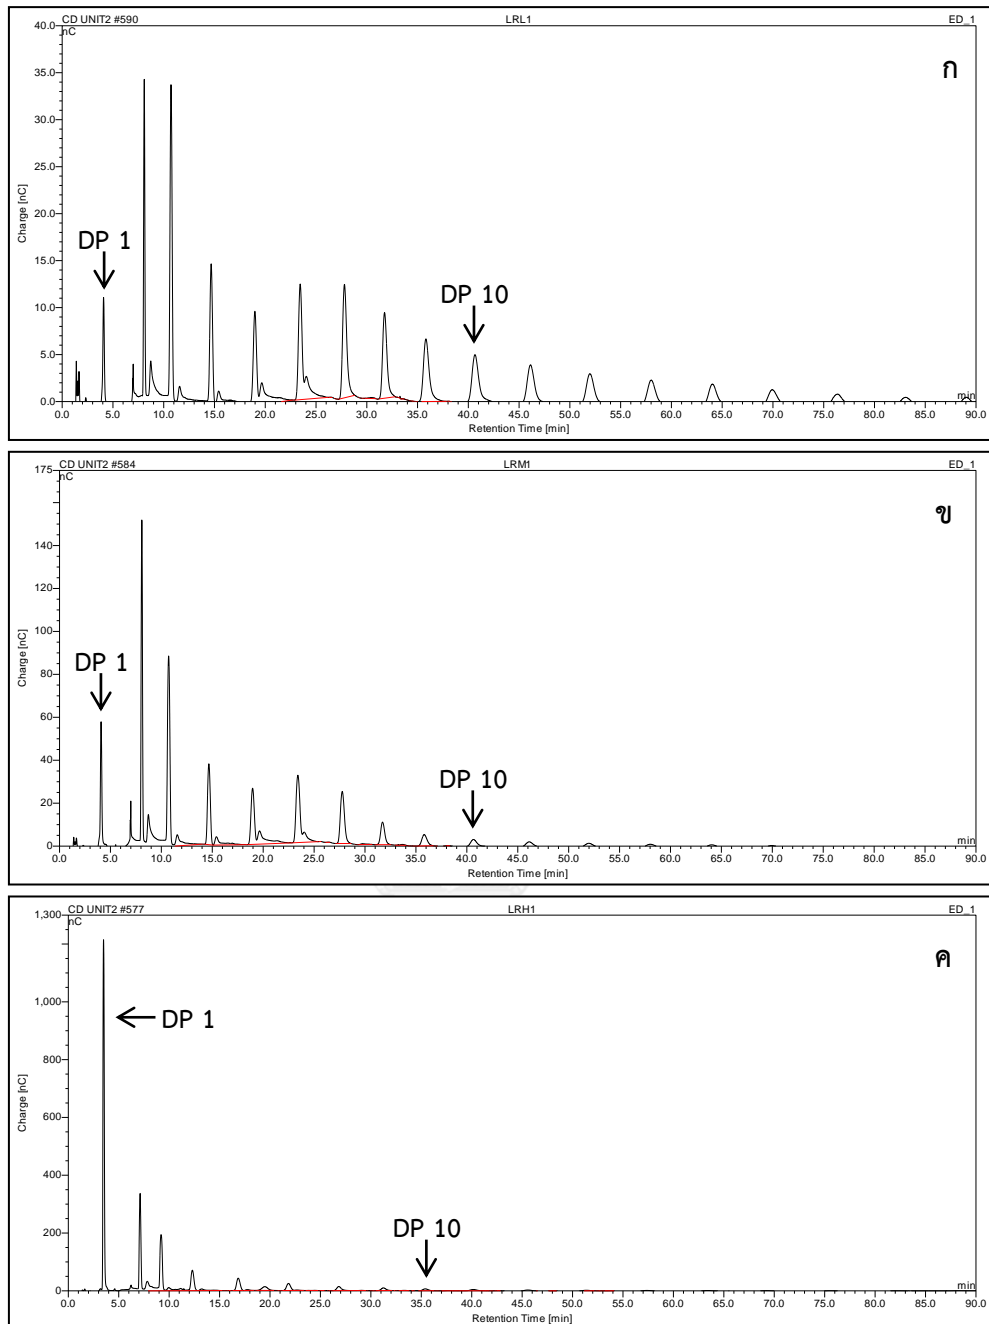 CD UNIT2 #590 LRL1 ED_1
nC
ก
40.0
35.0
30.0
25.0
20.0
15.0
10.0
5.0
0.0
Charge [nC]
DP 1
DP 10
min
0.0 5.0 10.0 15.0 20.0 25.0 30.0 35.0 40.0 45.0 50.0 55.0 60.0 65.0 70.0 75.0 80.0 85.0 90.0
Retention Time [min]
CD UNIT2 #584 LRM1 ED_1
nC
ข
175
140
120
100
80
60
40
20
0
Charge [nC]
DP 1
DP 10
min
0.0 5.0 10.0 15.0 20.0 25.0 30.0 35.0 40.0 45.0 50.0 55.0 60.0 65.0 70.0 75.0 80.0 85.0 90.0
Retention Time [min]
CD UNIT2 #577 LRH1 ED_1
nC
ค
1,300
1,000
800
600
400
200
0
Charge [nC]
DP 1
DP 10
min
0.0 5.0 10.0 15.0 20.0 25.0 30.0 35.0 40.0 45.0 50.0 55.0 60.0 65.0 70.0 75.0 80.0 85.0 90.0
Retention Time [min]